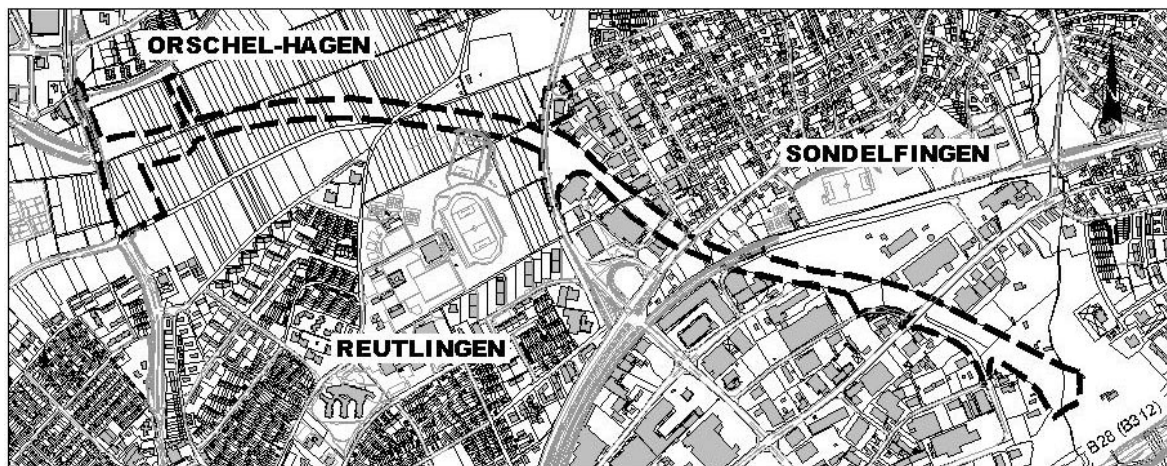 ORSCHEL-HAGEN
SONDELFINGEN
REUTLINGEN
B28 (B312)